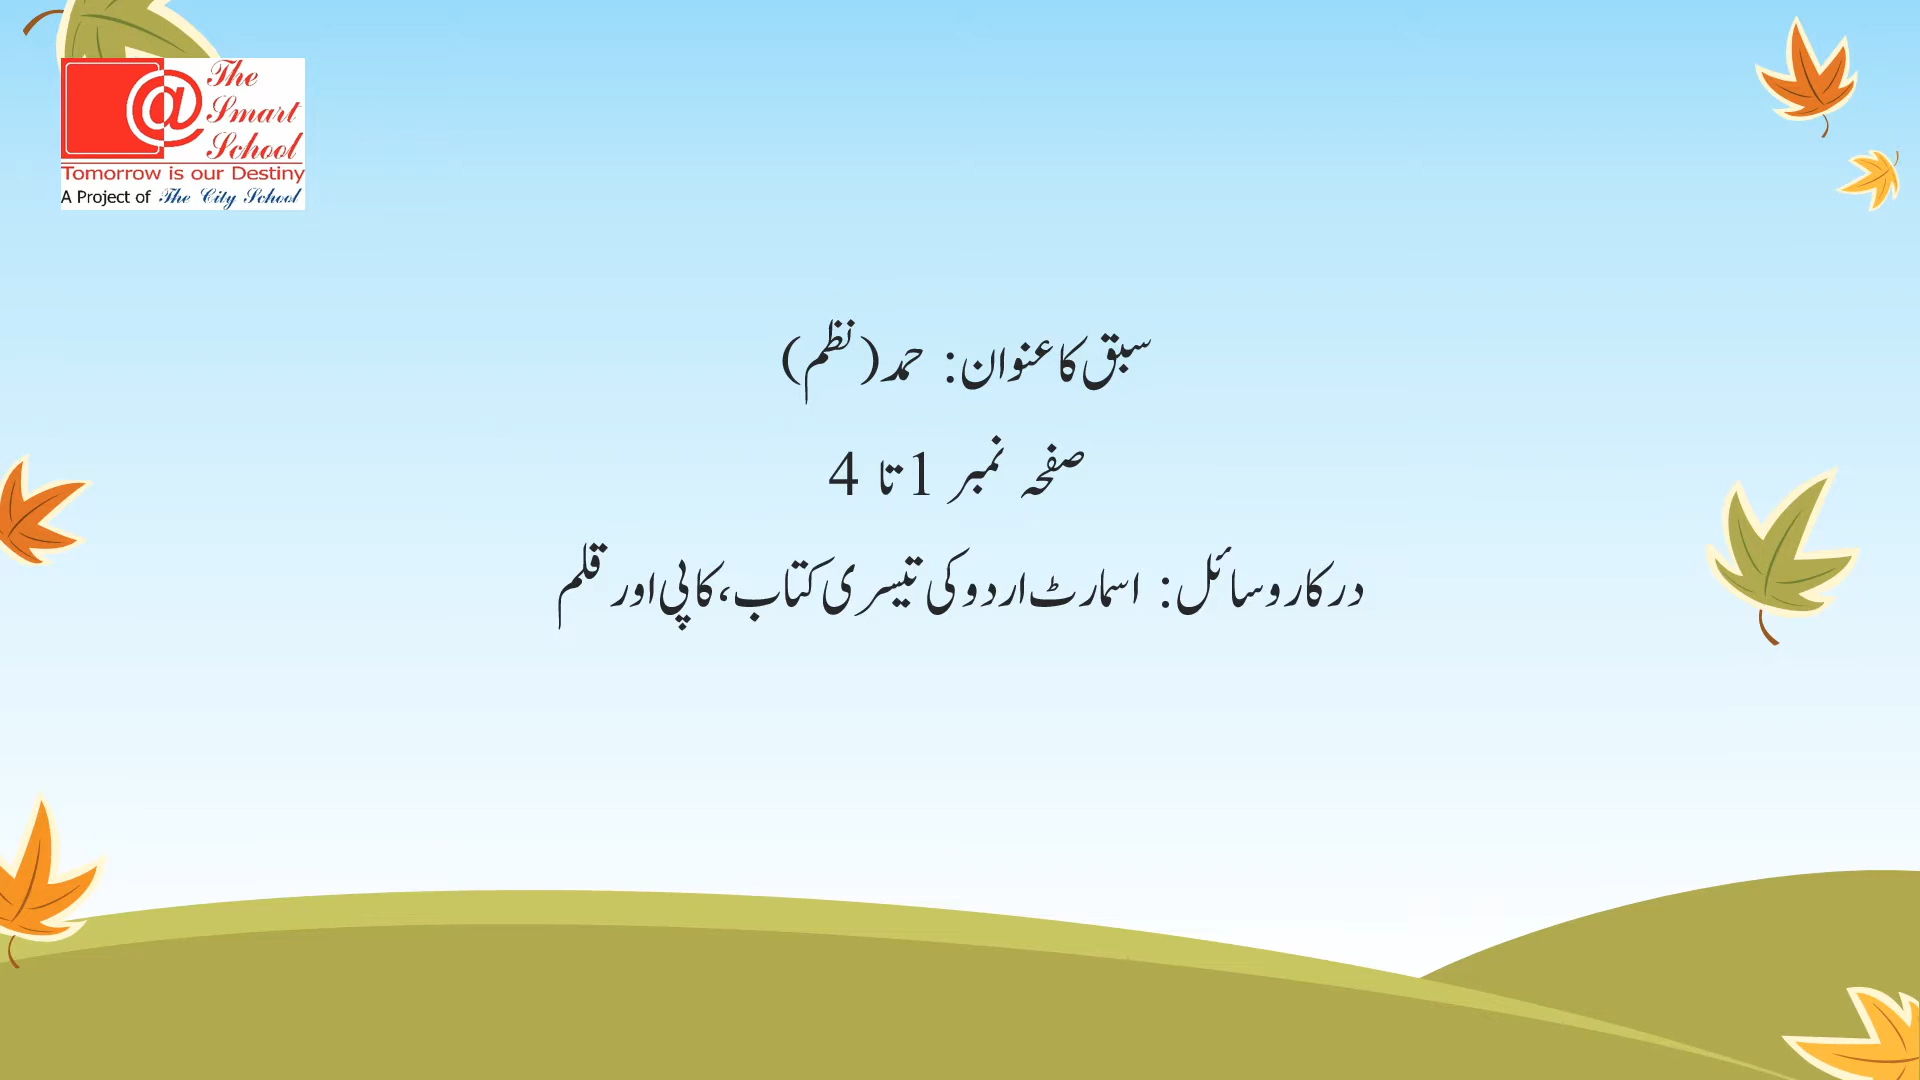 The
Smart
School
Tomorrow is our Destiny
A Project of The City School
سبق کا عنوان: حمد (نظم)
صفحہ نمبر 1 تا 4
درکار وسائل: اسمارٹ اردو کی تیسری کتاب، کاپی اور قلم